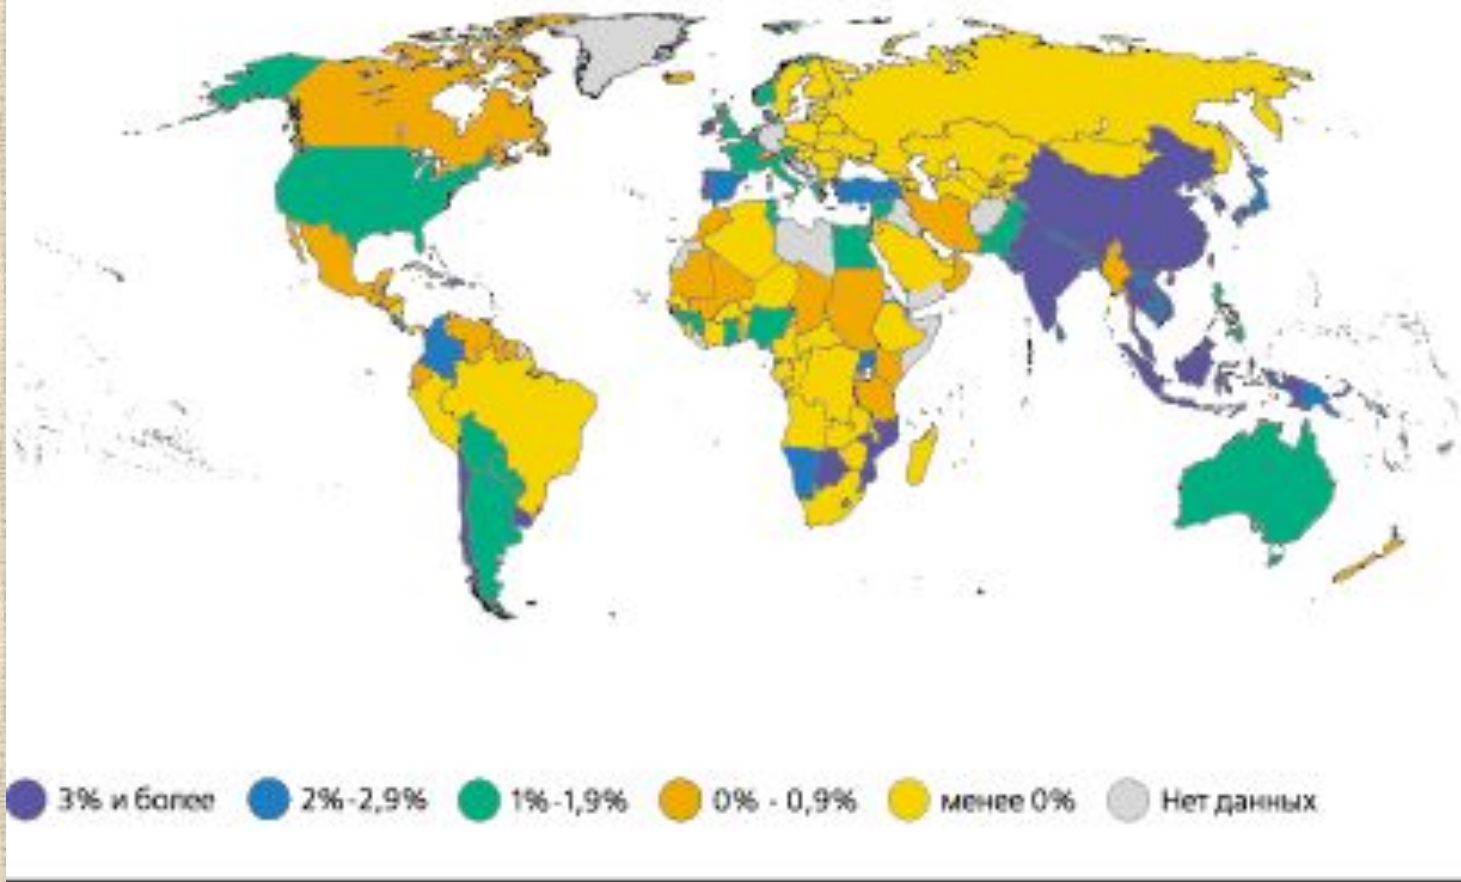 3% и более 2%-2,9% 1%-1,9% 0% - 0,9% менее 0% Нет данных